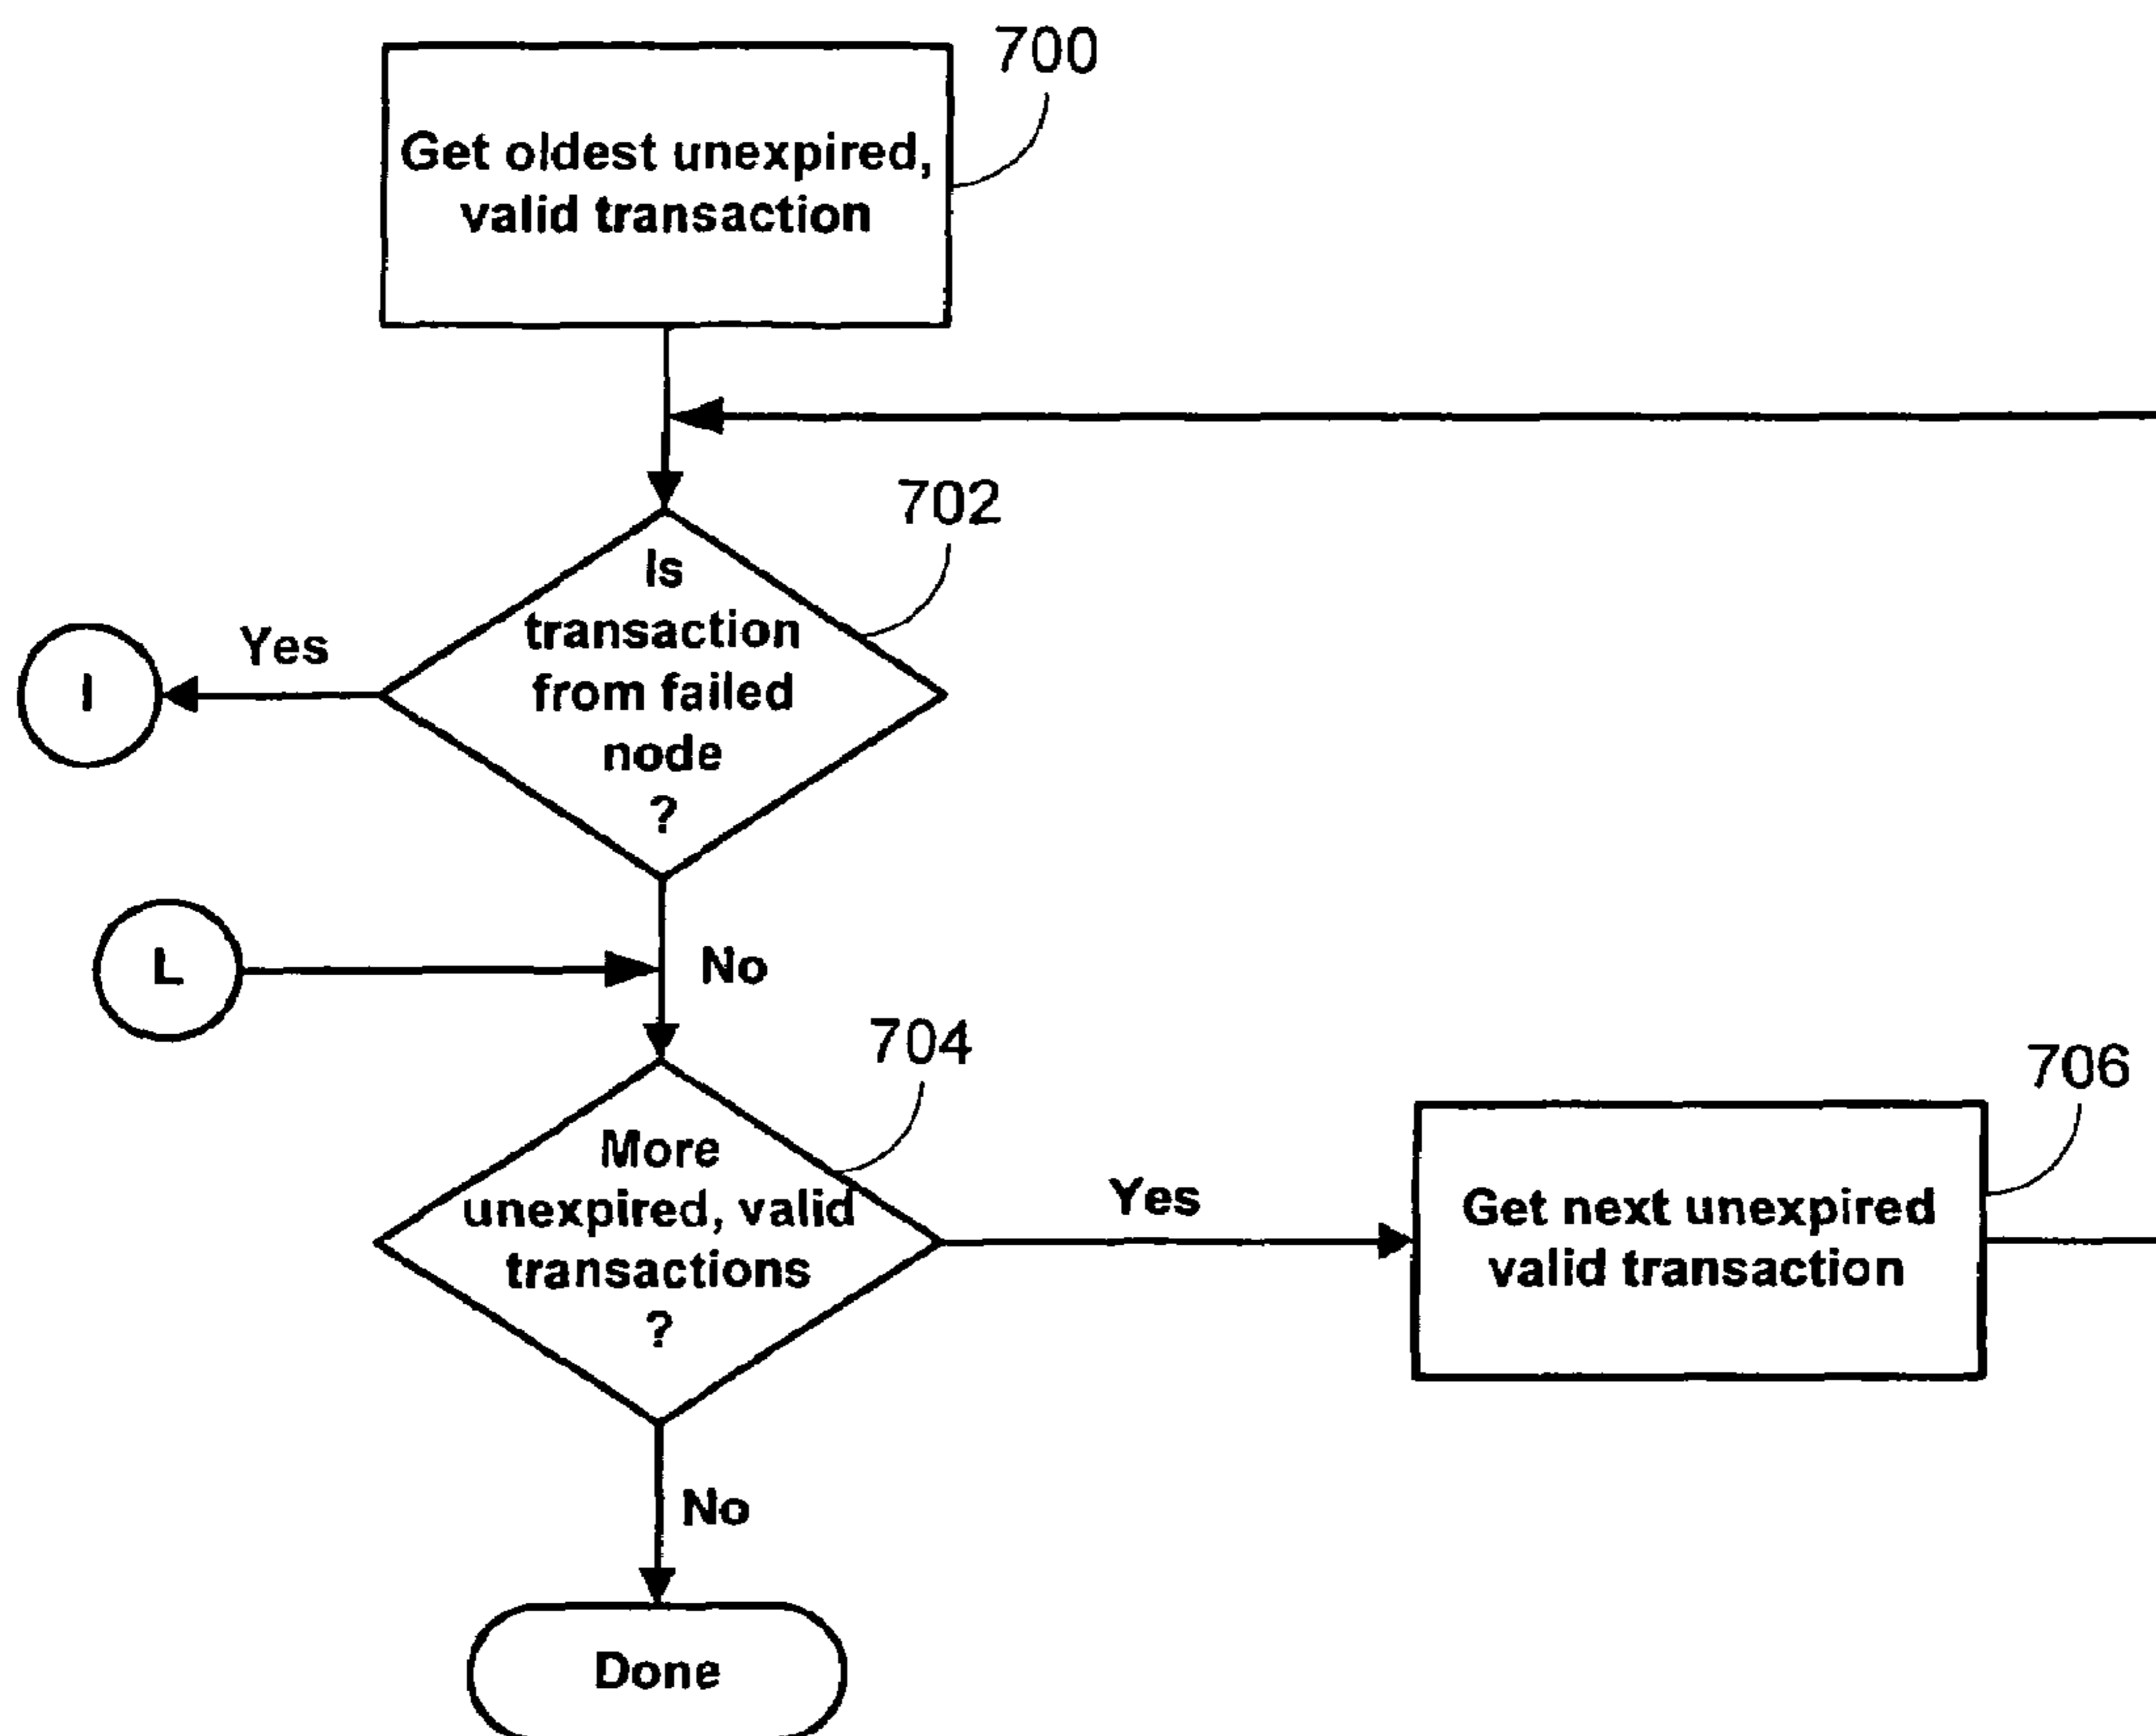 700
Get oldest unexpired,
valid transaction
702
Is
transaction
from failed
node
?
Yes
I
L
No
704
More
unexpired, valid
transactions
?
Yes
706
Get next unexpired
valid transaction
No
Done